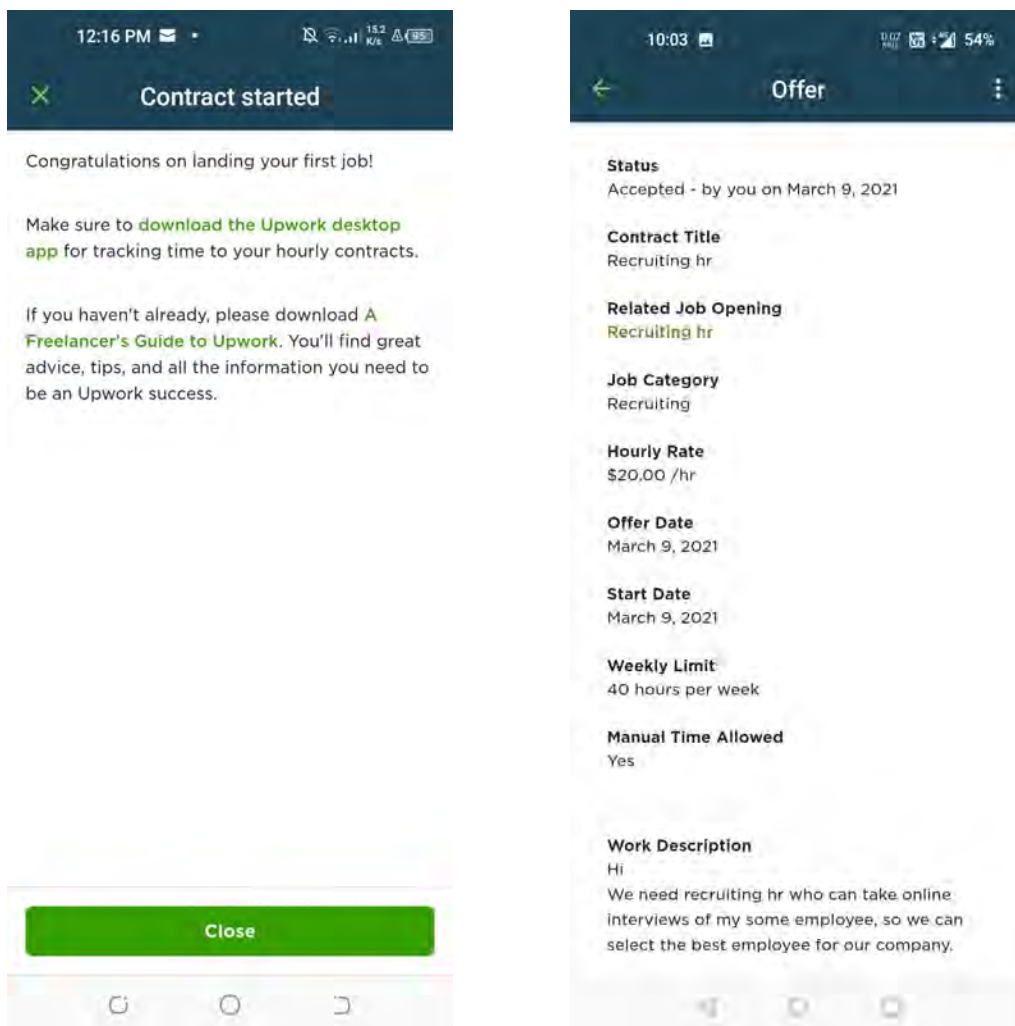 12:16 PM
15.2
K/s
95
Contract started
Congratulations on landing your first job!
Make sure to download the Upwork desktop
app for tracking time to your hourly contracts.
If you haven't already, please download A
Freelancer's Guide to Upwork. You'll find great
advice, tips, and all the information you need to
be an Upwork success.
Close
10:03
54%
Offer
Status
Accepted - by you on March 9, 2021
Contract Title
Recruiting hr
Related Job Opening
Recruiting hr
Job Category
Recruiting
Hourly Rate
$20.00 /hr
Offer Date
March 9, 2021
Start Date
March 9, 2021
Weekly Limit
40 hours per week
Manual Time Allowed
Yes
Work Description
Hi
We need recruiting hr who can take online
interviews of my some employee, so we can
select the best employee for our company.